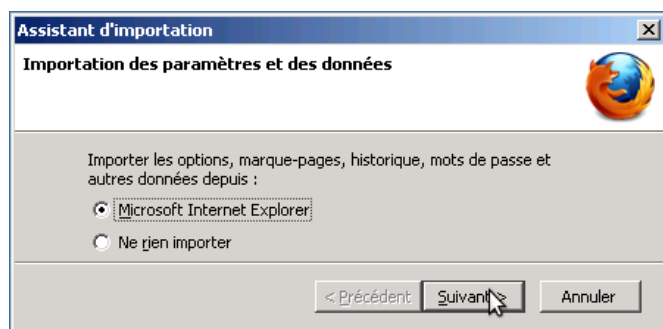 Assistant d'importation
Importation des paramètres et des données
Importer les options, marque-pages, historique, mots de passe et
autres données depuis :
Microsoft Internet Explorer
Ne rien importer
< Précédent Suivant > Annuler